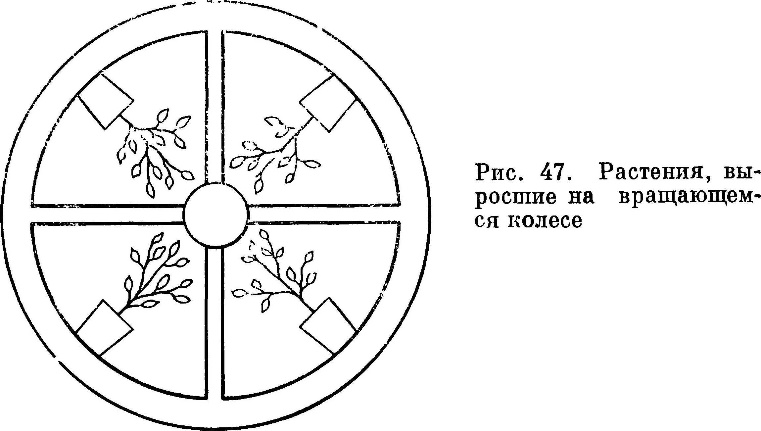 Рис. 47. Растения, вы-
росшие на вращающем-
ся колесе